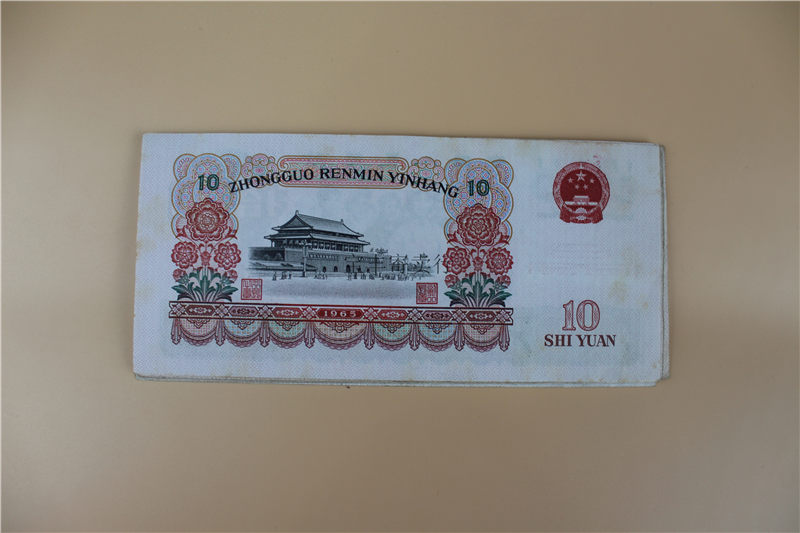 10 ZHONGGUO RENMIN YINHANG 10
1965
10
SHI YUAN